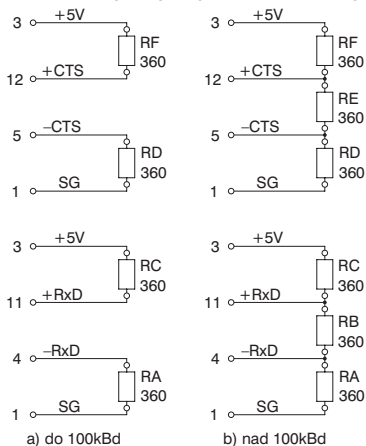 3 +5V RF 360
12 +CTS
5 −CTS RD 360
1 SG
3 +5V RC 360
11 +RxD
4 −RxD RA 360
1 SG
a) do 100kBd
3 +5V RF 360
12 +CTS RE 360
5 −CTS RD 360
1 SG
3 +5V RC 360
11 +RxD RB 360
4 −RxD RA 360
1 SG
b) nad 100kBd